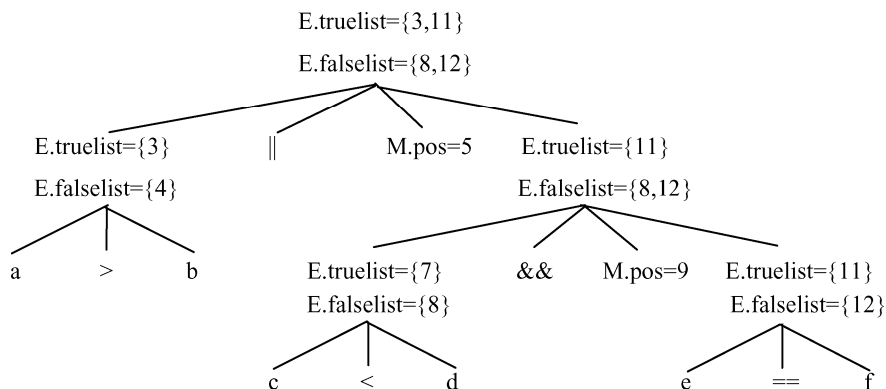 E.truelist={3,11}
E.falselist={8,12}
E.truelist={3} || M.pos=5 E.truelist={11}
E.falselist={4} E.falselist={8,12}
a > b E.truelist={7} && M.pos=9 E.truelist={11}
E.falselist={8} E.falselist={12}
c < d e == f